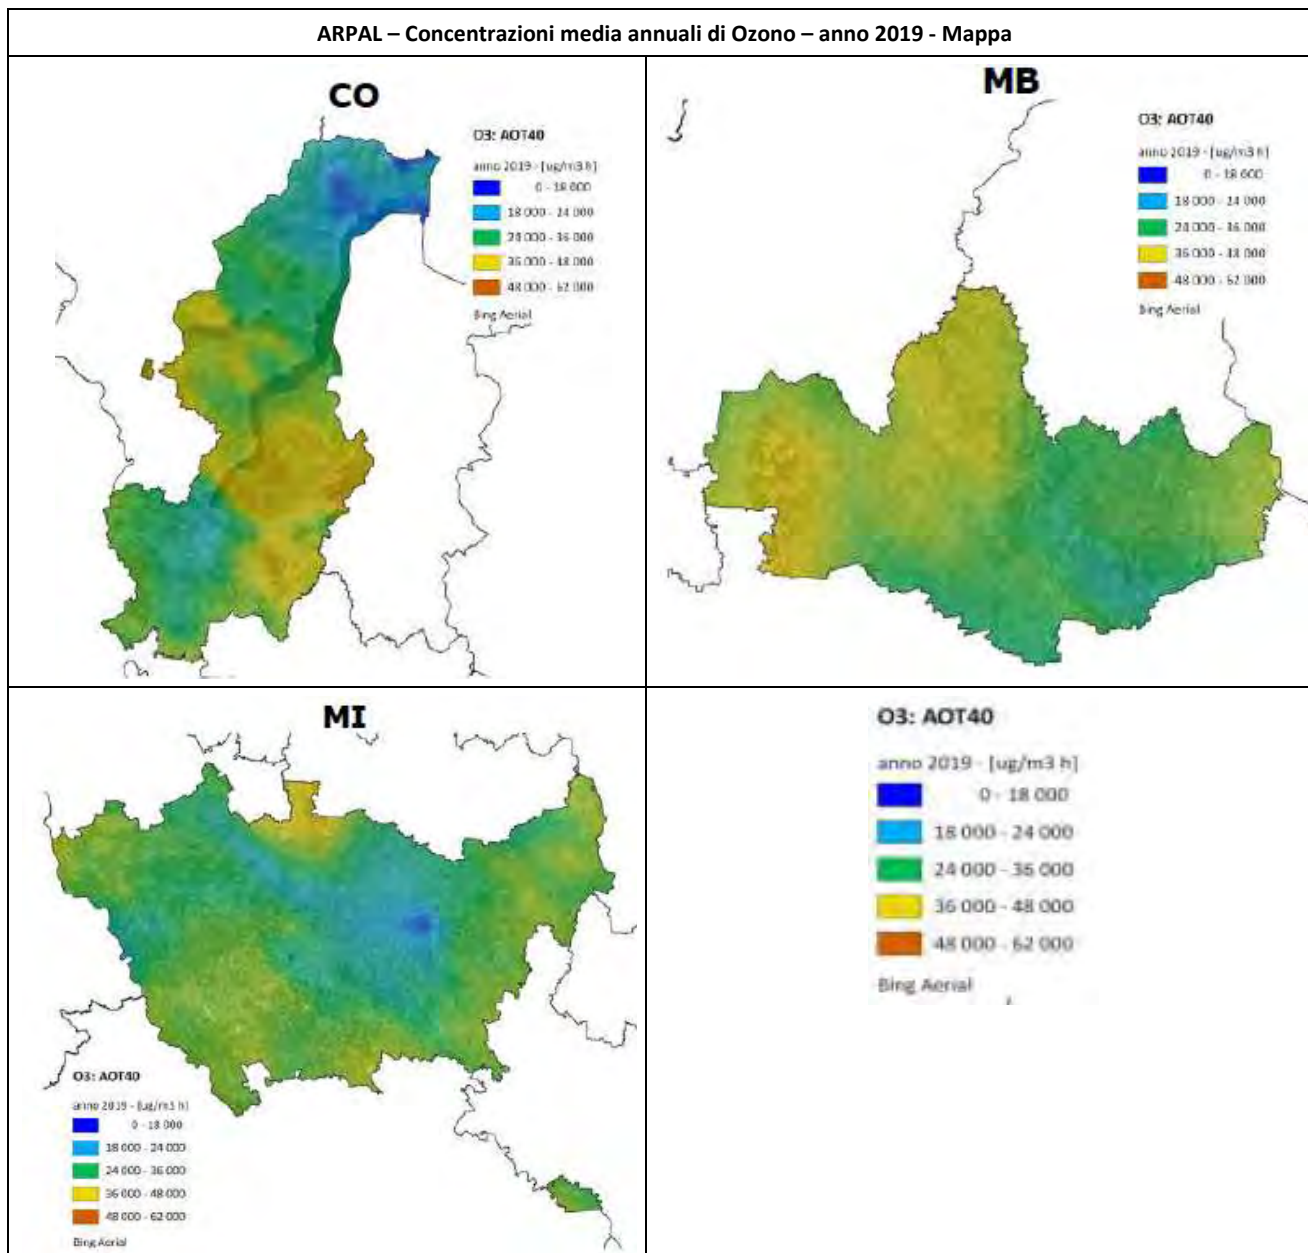 ARPAL – Concentrazioni media annuali di Ozono – anno 2019 - Mappa
CO
O3: AOT40
anno 2019 - [ug/m3 h]
0 - 18 000
18 000 - 24 000
24 000 - 36 000
36 000 - 48 000
48 000 - 62 000
Bing Aerial
MB
O3: AOT40
anno 2019 - [ug/m3 h]
0 - 18 000
18 000 - 24 000
24 000 - 36 000
36 000 - 48 000
48 000 - 62 000
Bing Aerial
MI
O3: AOT40
anno 2019 - [ug/m3 h]
0 - 18 000
18 000 - 24 000
24 000 - 36 000
36 000 - 48 000
48 000 - 62 000
Bing Aerial
O3: AOT40
anno 2019 - [ug/m3 h]
0 - 18 000
18 000 - 24 000
24 000 - 36 000
36 000 - 48 000
48 000 - 62 000
Bing Aerial